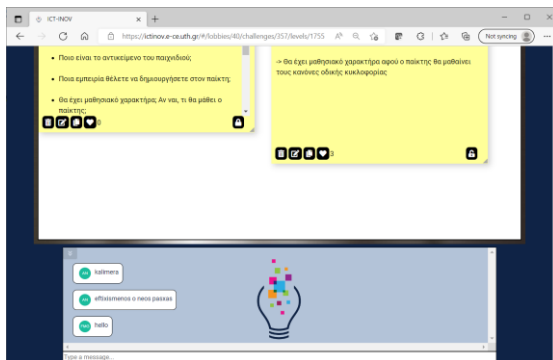 ICT-INOV
https://ictinov.e-ce.uth.gr/#/lobbies/40/challenges/357/levels/1755
Not syncing
Ποιο είναι το αντικείμενο του παιχνιδιού;
Ποια εμπειρία θέλετε να δημιουργήσετε στον παίκτη;
Θα έχει μαθησιακό χαρακτήρα; Αν ναι, τι θα μάθει ο
παίκτης;
0
-> Θα έχει μαθησιακό χαρακτήρα αφού ο παίκτης θα μαθαίνει
τους κανόνες οδικής κυκλοφορίας
3
kalimera
eftixismenos o neos passas
hello
Type a message...